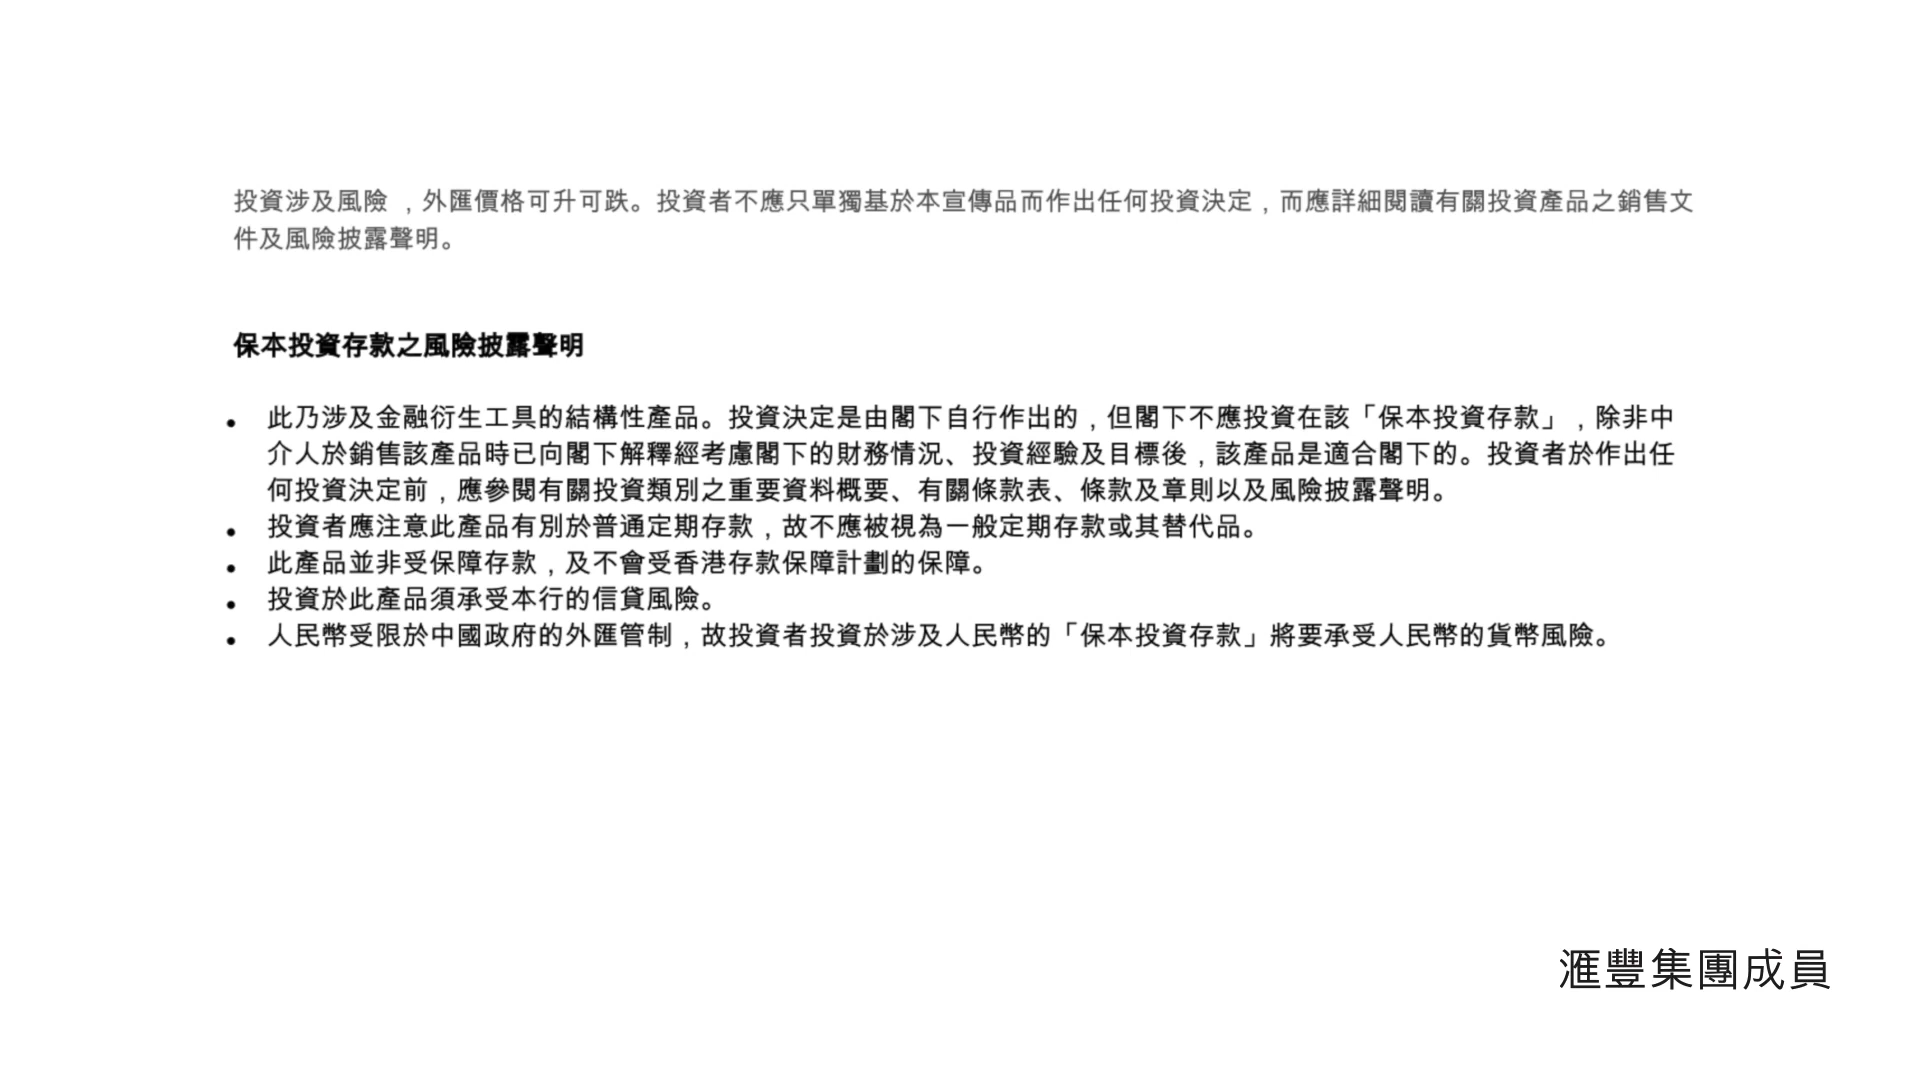 投資涉及風險 ，外匯價格可升可跌。投資者不應只單獨基於本宣傳品而作出任何投資決定，而應詳細閱讀有關投資產品之銷售文
件及風險披露聲明。
保本投資存款之風險披露聲明
• 此乃涉及金融衍生工具的結構性產品。投資決定是由閣下自行作出的，但閣下不應投資在該「保本投資存款」，除非中
介人於銷售該產品時已向閣下解釋經考慮閣下的財務情況、投資經驗及目標後，該產品是適合閣下的。投資者於作出任
何投資決定前，應參閱有關投資類別之重要資料概要、有關條款表、條款及章則以及風險披露聲明。
• 投資者應注意此產品有別於普通定期存款，故不應被視為一般定期存款或其替代品。
• 此產品並非受保障存款，及不會受香港存款保障計劃的保障。
• 投資於此產品須承受本行的信貸風險。
• 人民幣受限於中國政府的外匯管制，故投資者投資於涉及人民幣的「保本投資存款」將要承受人民幣的貨幣風險。
滙豐集團成員